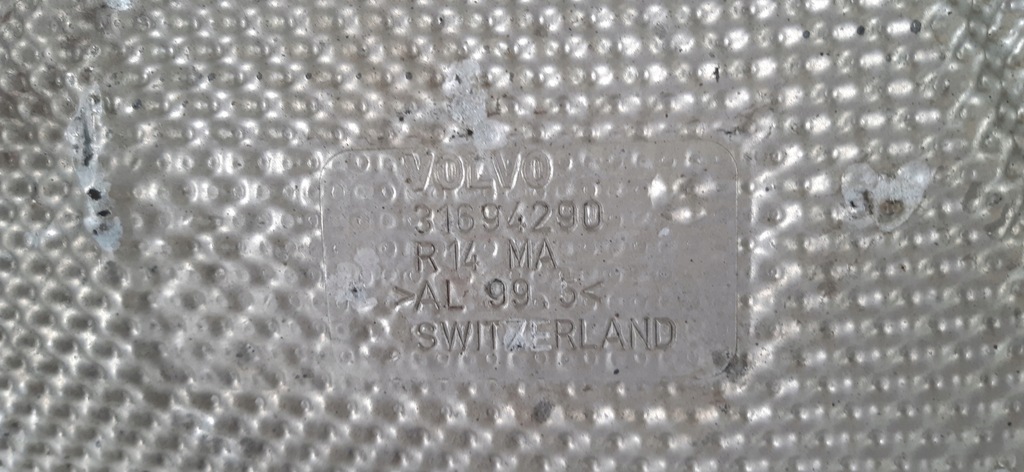 VOLVO
31694290
R14 MA
>AL 99.5<
SWITZERLAND